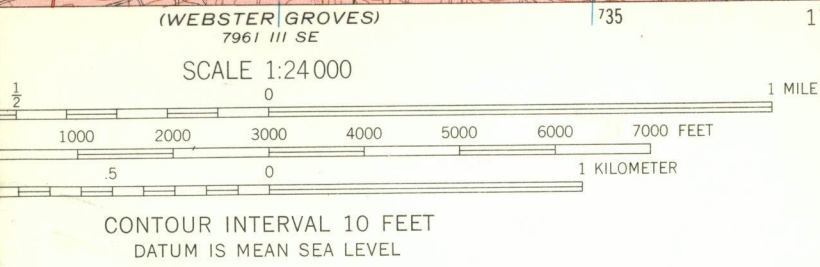 (WEBSTER GROVES)
7961 III SE
735
1
SCALE 1:24 000
1/2 0 1 MILE
1000 2000 3000 4000 5000 6000 7000 FEET
.5 0 1 KILOMETER
CONTOUR INTERVAL 10 FEET
DATUM IS MEAN SEA LEVEL